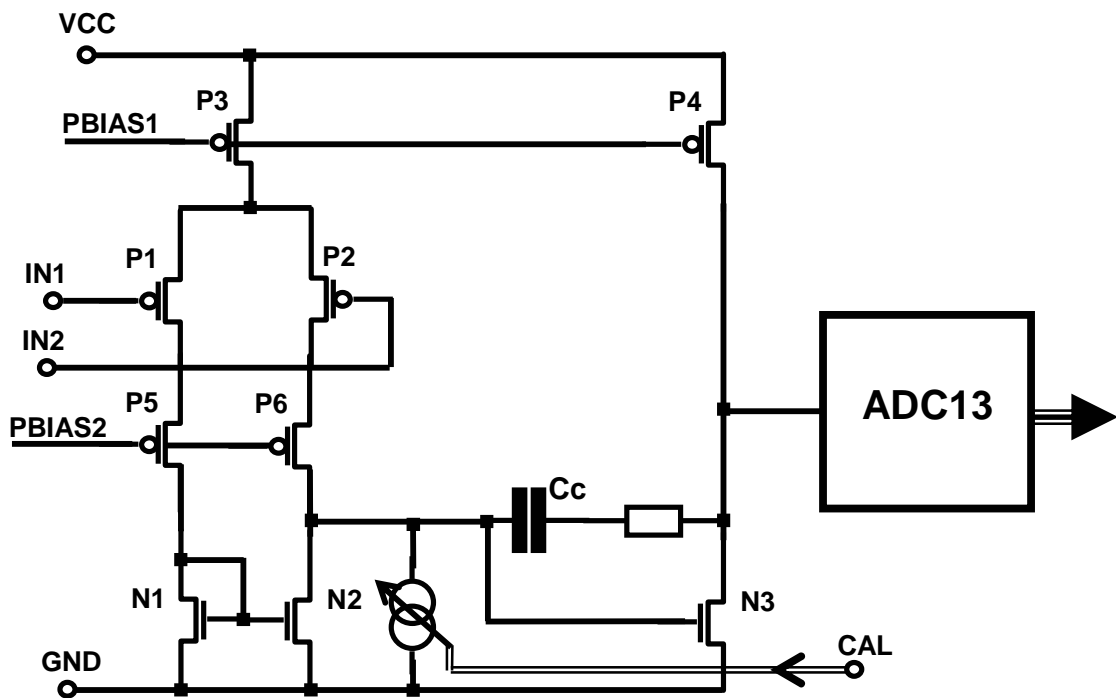 VCC
P3
P4
PBIAS1
P1
P2
IN1
IN2
P5
P6
ADC13
PBIAS2
Cc
N1
N2
N3
CAL
GND